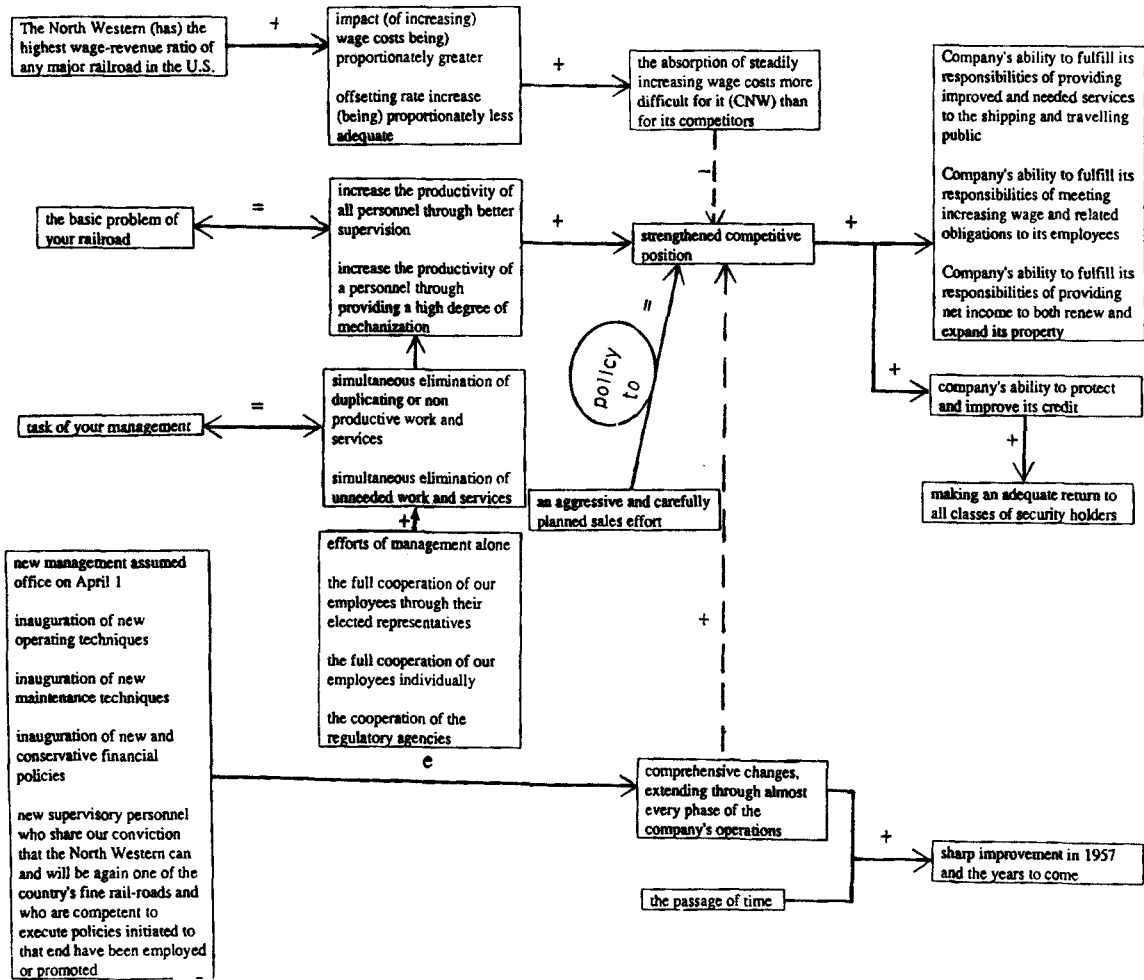 The North Western (has) the
highest wage-revenue ratio of
any major railroad in the U.S.
+
impact (of increasing)
wage costs being)
proportionately greater
offsetting rate increase
(being) proportionately less
adequate
+
the absorption of steadily
increasing wage costs more
difficult for it (CNW) than
for its competitors
–
Company's ability to fulfill its
responsibilities of providing
improved and needed services
to the shipping and travelling
public
Company's ability to fulfill its
responsibilities of meeting
increasing wage and related
obligations to its employees
Company's ability to fulfill its
responsibilities of providing
net income to both renew and
expand its property
the basic problem of
your railroad
=
increase the productivity of
all personnel through better
supervision
increase the productivity of
a personnel through
providing a high degree of
mechanization
+
strengthened competitive
position
+
=
policy
to
+
company's ability to protect
and improve its credit
+
making an adequate return to
all classes of security holders
task of your management
=
simultaneous elimination of
duplicating or non
productive work and
services
simultaneous elimination of
unneeded work and services
an aggressive and carefully
planned sales effort
+
efforts of management alone
the full cooperation of our
employees through their
elected representatives
the full cooperation of our
employees individually
the cooperation of the
regulatory agencies
+
new management assumed
office on April 1
inauguration of new
operating techniques
inauguration of new
maintenance techniques
inauguration of new and
conservative financial
policies
new supervisory personnel
who share our conviction
that the North Western can
and will be again one of the
country's fine rail-roads and
who are competent to
execute policies initiated to
that end have been employed
or promoted
e
comprehensive changes,
extending through almost
every phase of the
company's operations
the passage of time
+
sharp improvement in 1957
and the years to come